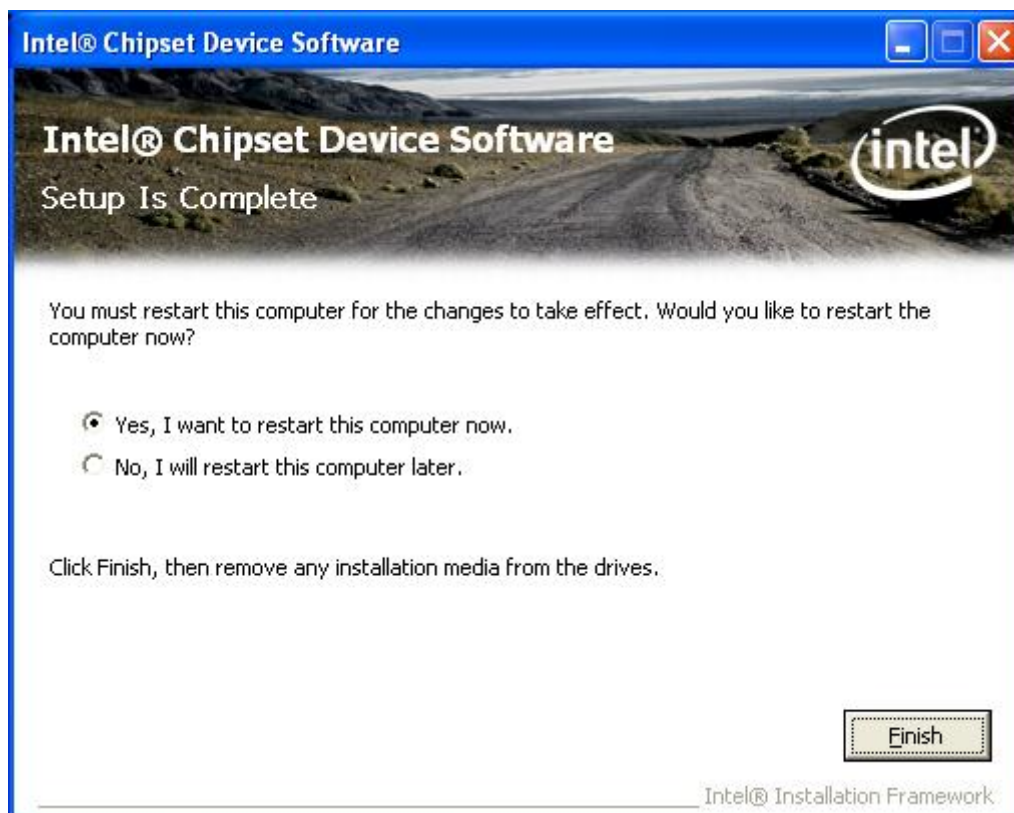 Intel® Chipset Device Software
Intel® Chipset Device Software
intel
Setup Is Complete
You must restart this computer for the changes to take effect. Would you like to restart the
computer now?
Yes, I want to restart this computer now.
No, I will restart this computer later.
Click Finish, then remove any installation media from the drives.
Finish
Intel® Installation Framework